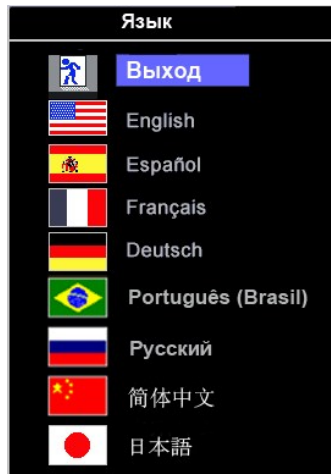 Язык
Выход
English
Español
Français
Deutsch
Português (Brasil)
Русский
简体中文
日本語